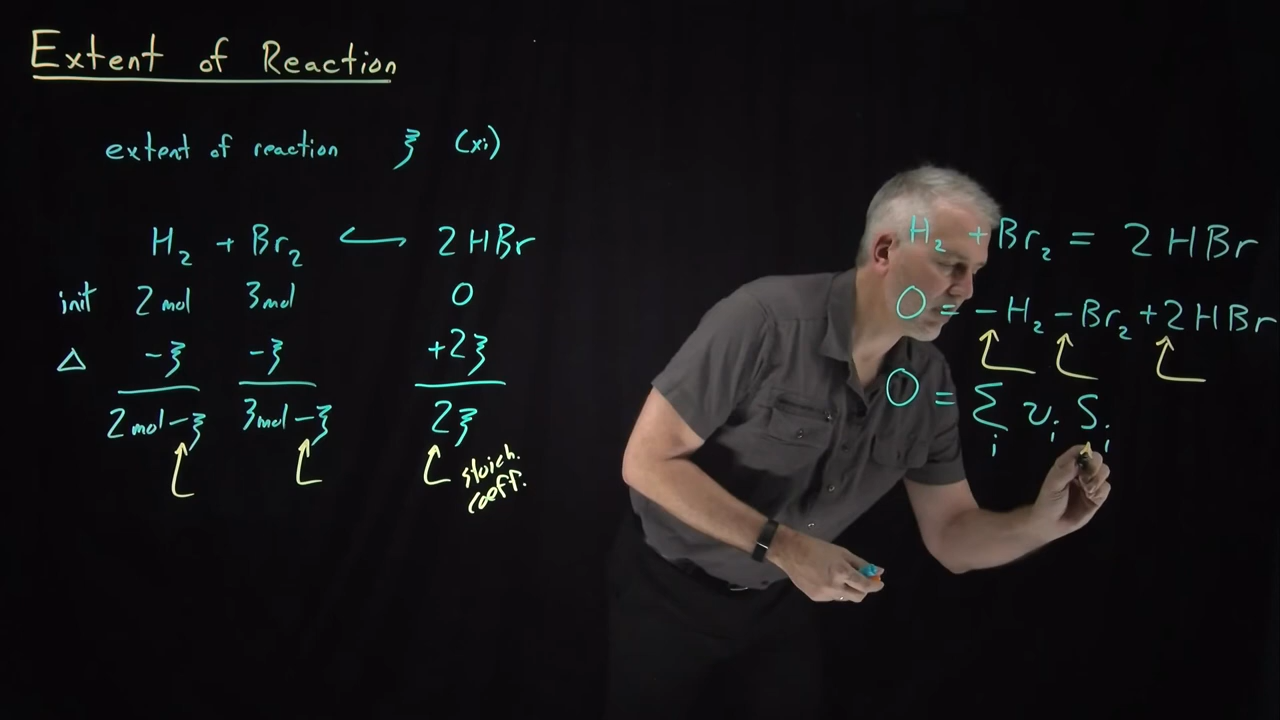 Extent of Reaction
extent of reaction ξ (xi)
H₂ + Br₂ ← 2HBr
init 2 mol 3 mol 0
Δ -ξ -ξ +2ξ
2 mol-ξ 3 mol-ξ 2ξ
stoich.
coeff.
H₂ + Br₂ = 2HBr
0 = -H₂ -Br₂ +2HBr
0 = Σᵢ νᵢ Sᵢ